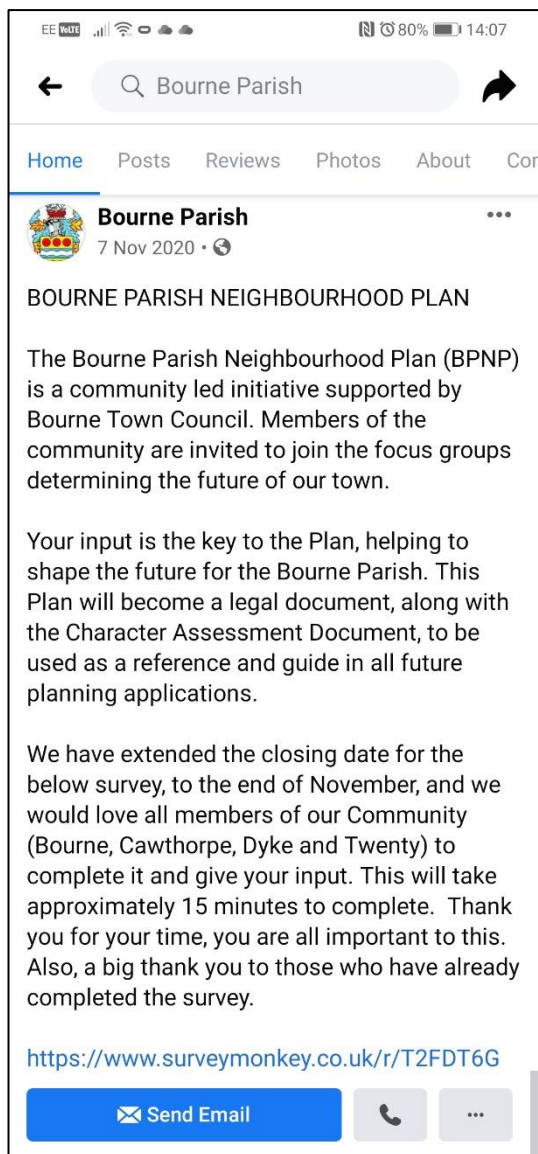 EE VoLTE 80% 14:07
Bourne Parish
Home Posts Reviews Photos About Cor
Bourne Parish
7 Nov 2020 •
BOURNE PARISH NEIGHBOURHOOD PLAN
The Bourne Parish Neighbourhood Plan (BPNP)
is a community led initiative supported by
Bourne Town Council. Members of the
community are invited to join the focus groups
determining the future of our town.
Your input is the key to the Plan, helping to
shape the future for the Bourne Parish. This
Plan will become a legal document, along with
the Character Assessment Document, to be
used as a reference and guide in all future
planning applications.
We have extended the closing date for the
below survey, to the end of November, and we
would love all members of our Community
(Bourne, Cawthorpe, Dyke and Twenty) to
complete it and give your input. This will take
approximately 15 minutes to complete.  Thank
you for your time, you are all important to this.
Also, a big thank you to those who have already
completed the survey.
https://www.surveymonkey.co.uk/r/T2FDT6G
Send Email